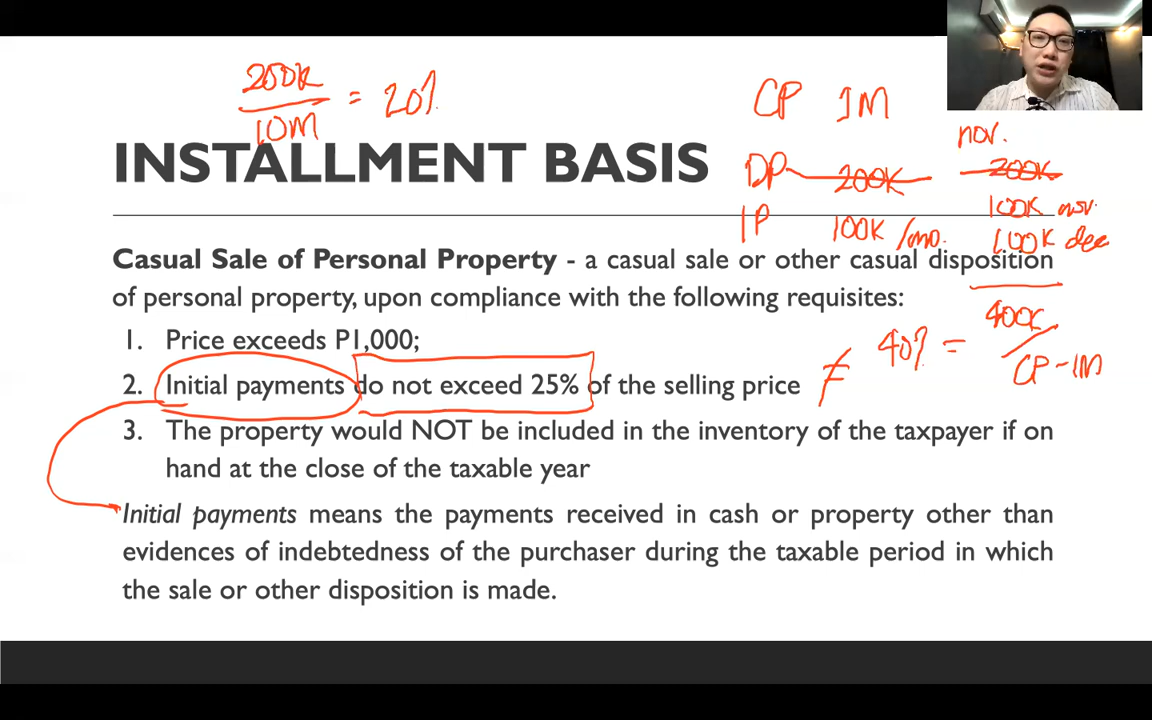 200K
10M
= 20%
CP 1M
DP 200K
IP 100K /mo.
nov.
200K
100K nov.
100K dec
400K
CP - 1M
≠ 40% =
INSTALLMENT BASIS
Casual Sale of Personal Property - a casual sale or other casual disposition
of personal property, upon compliance with the following requisites:
1. Price exceeds P1,000;
2. Initial payments do not exceed 25% of the selling price
3. The property would NOT be included in the inventory of the taxpayer if on
hand at the close of the taxable year
Initial payments means the payments received in cash or property other than
evidences of indebtedness of the purchaser during the taxable period in which
the sale or other disposition is made.